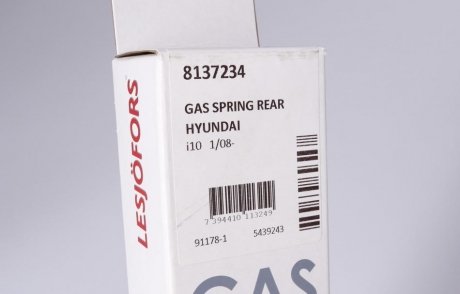 LESJÖFORS
8137234
GAS SPRING REAR
HYUNDAI
i10 1/08-
7 394410 113249
91178-1 5439243
GAS